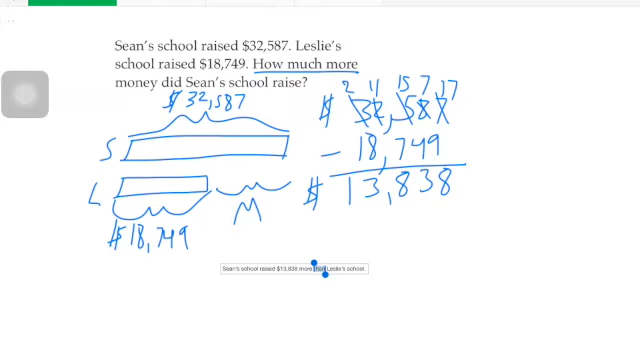 Sean's school raised $32,587. Leslie's
school raised $18,749. How much more
money did Sean's school raise?
$32,587
S
L
$18,749
M
2 11 15 7 17
$32,587
- 18,749
$13,838
Sean's school raised $13,838 more than Leslie's school.